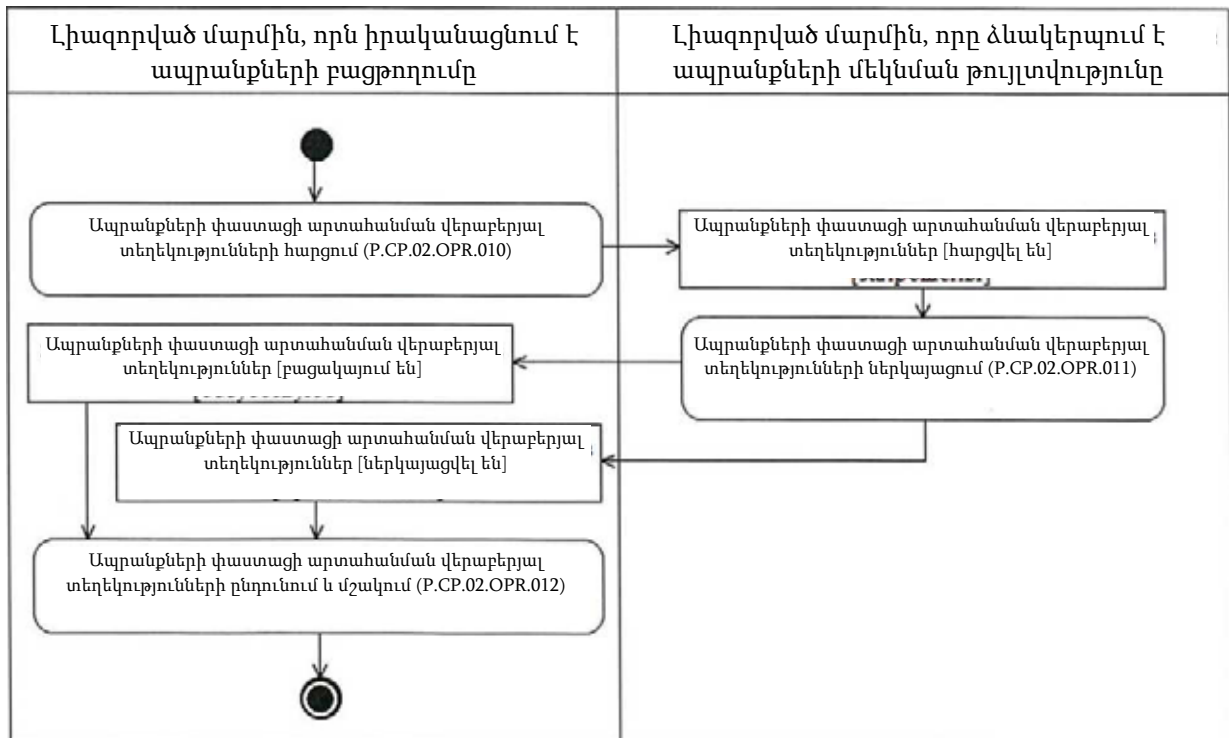 Լիազորված մարմին, որն իրականացնում է
ապրանքների բացթողումը
Լիազորված մարմին, որը ձևակերպում է
ապրանքների մեկնման թույլտվությունը
Ապրանքների փաստացի արտահանման վերաբերյալ
տեղեկությունների հարցում (P.CP.02.OPR.010)
Ապրանքների փաստացի արտահանման վերաբերյալ
տեղեկություններ [հարցվել են]
Ապրանքների փաստացի արտահանման վերաբերյալ
տեղեկություններ [բացակայում են]
Ապրանքների փաստացի արտահանման վերաբերյալ
տեղեկությունների ներկայացում (P.CP.02.OPR.011)
Ապրանքների փաստացի արտահանման վերաբերյալ
տեղեկություններ [ներկայացվել են]
Ապրանքների փաստացի արտահանման վերաբերյալ
տեղեկությունների ընդունում և մշակում (P.CP.02.OPR.012)